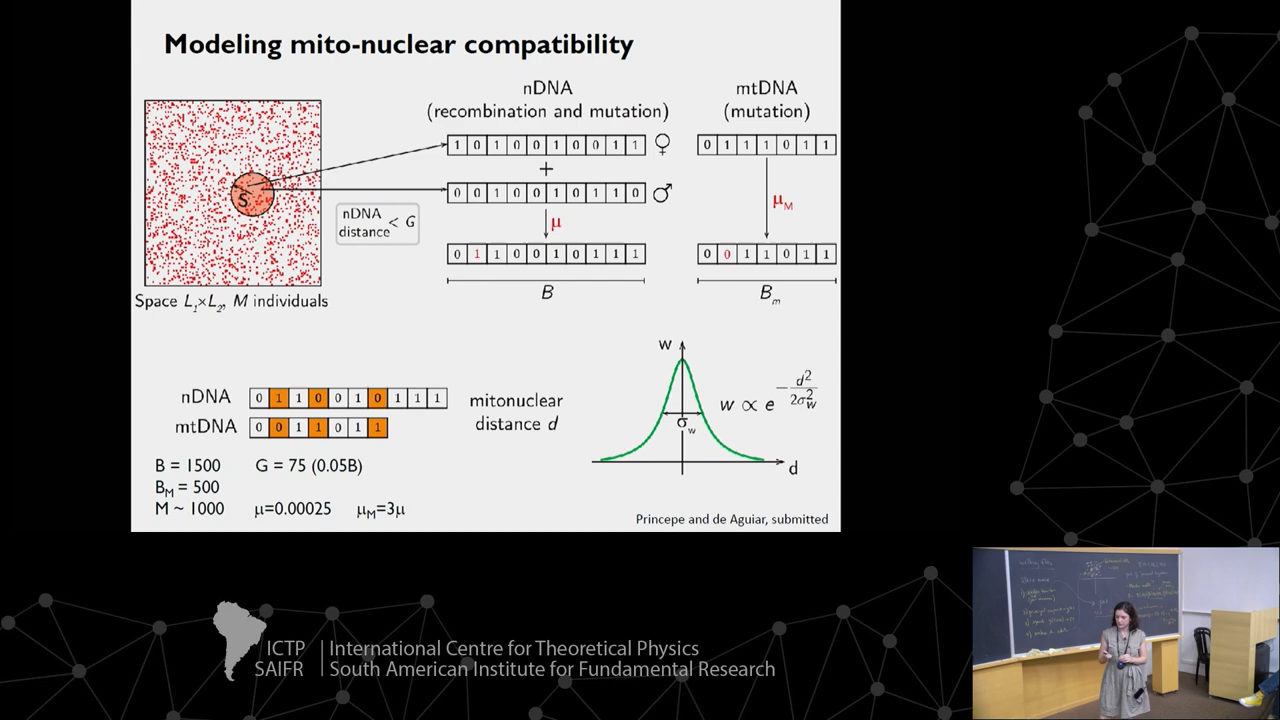 Modeling mito-nuclear compatibility
nDNA
(recombination and mutation)
mtDNA
(mutation)
1 0 1 0 0 1 0 0 1 1 ♀
0 1 1 1 0 1 1
+
0 0 1 0 0 1 0 1 1 0 ♂
S
nDNA distance < G
μ
μM
0 1 1 0 0 1 0 1 1 1
0 0 1 1 0 1 1
B
Bm
Space L1×L2, M individuals
nDNA 0 1 1 0 0 1 0 1 1 1
mtDNA 0 0 1 1 0 1 1
mitonuclear
distance d
w
σw
d
w ∝ e^(-d²/2σw²)
B = 1500 G = 75 (0.05B)
BM = 500
M ~ 1000 μ=0.00025 μM=3μ
Princepe and de Aguiar, submitted
ICTP International Centre for Theoretical Physics
SAIFR South American Institute for Fundamental Research